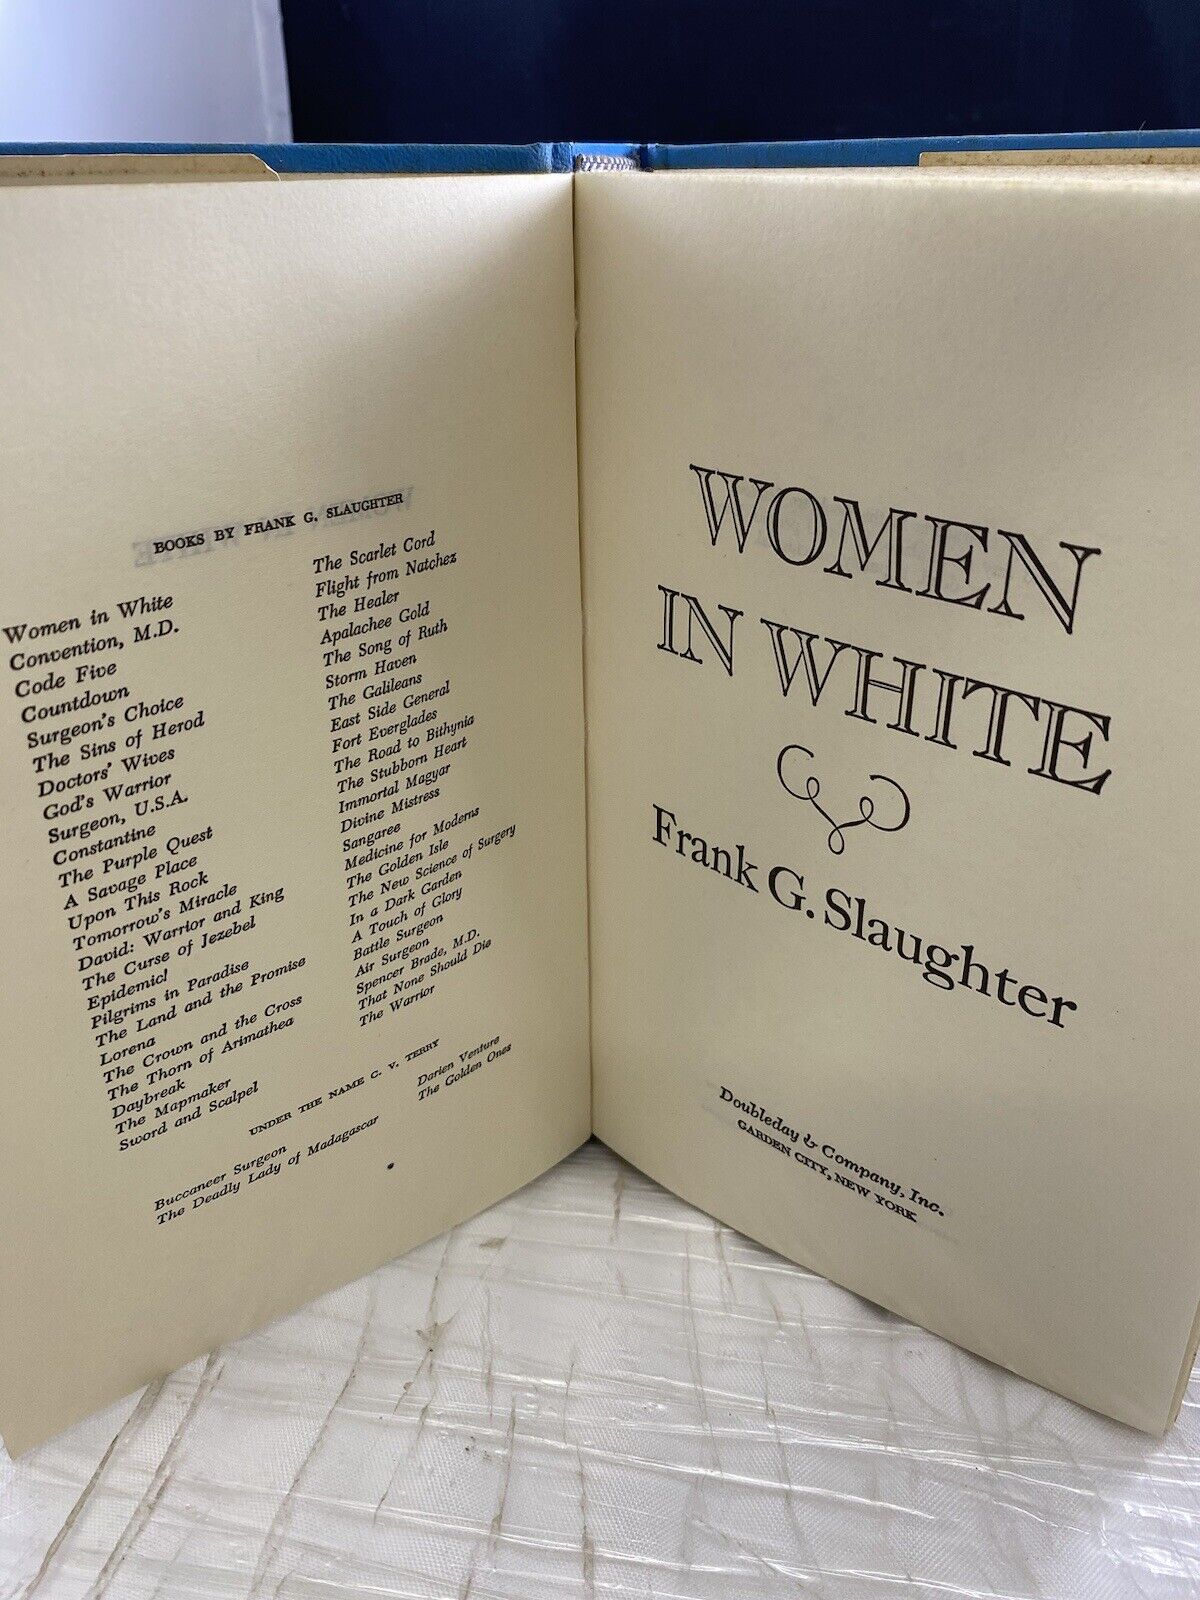 BOOKS BY FRANK G. SLAUGHTER
Women in White
Convention, M.D.
Code Five
Countdown
Surgeon's Choice
The Sins of Herod
Doctors' Wives
God's Warrior
Surgeon, U.S.A.
Constantine
The Purple Quest
A Savage Place
Upon This Rock
Tomorrow's Miracle
David: Warrior and King
The Curse of Jezebel
Epidemic!
Pilgrims in Paradise
The Land and the Promise
Lorena
The Crown and the Cross
The Thorn of Arimathea
Daybreak
The Mapmaker
Sword and Scalpel
The Scarlet Cord
Flight from Natchez
The Healer
Apalachee Gold
The Song of Ruth
Storm Haven
The Galileans
East Side General
Fort Everglades
The Road to Bithynia
The Stubborn Heart
Immortal Magyar
Divine Mistress
Sangaree
Medicine for Moderns
The Golden Isle
The New Science of Surgery
In a Dark Garden
A Touch of Glory
Battle Surgeon
Air Surgeon
Spencer Brade, M.D.
That None Should Die
The Warrior
UNDER THE NAME C. V. TERRY
Buccaneer Surgeon
The Deadly Lady of Madagascar
Darien Venture
The Golden Ones
WOMEN
IN WHITE
Frank G. Slaughter
Doubleday & Company, Inc.
GARDEN CITY, NEW YORK